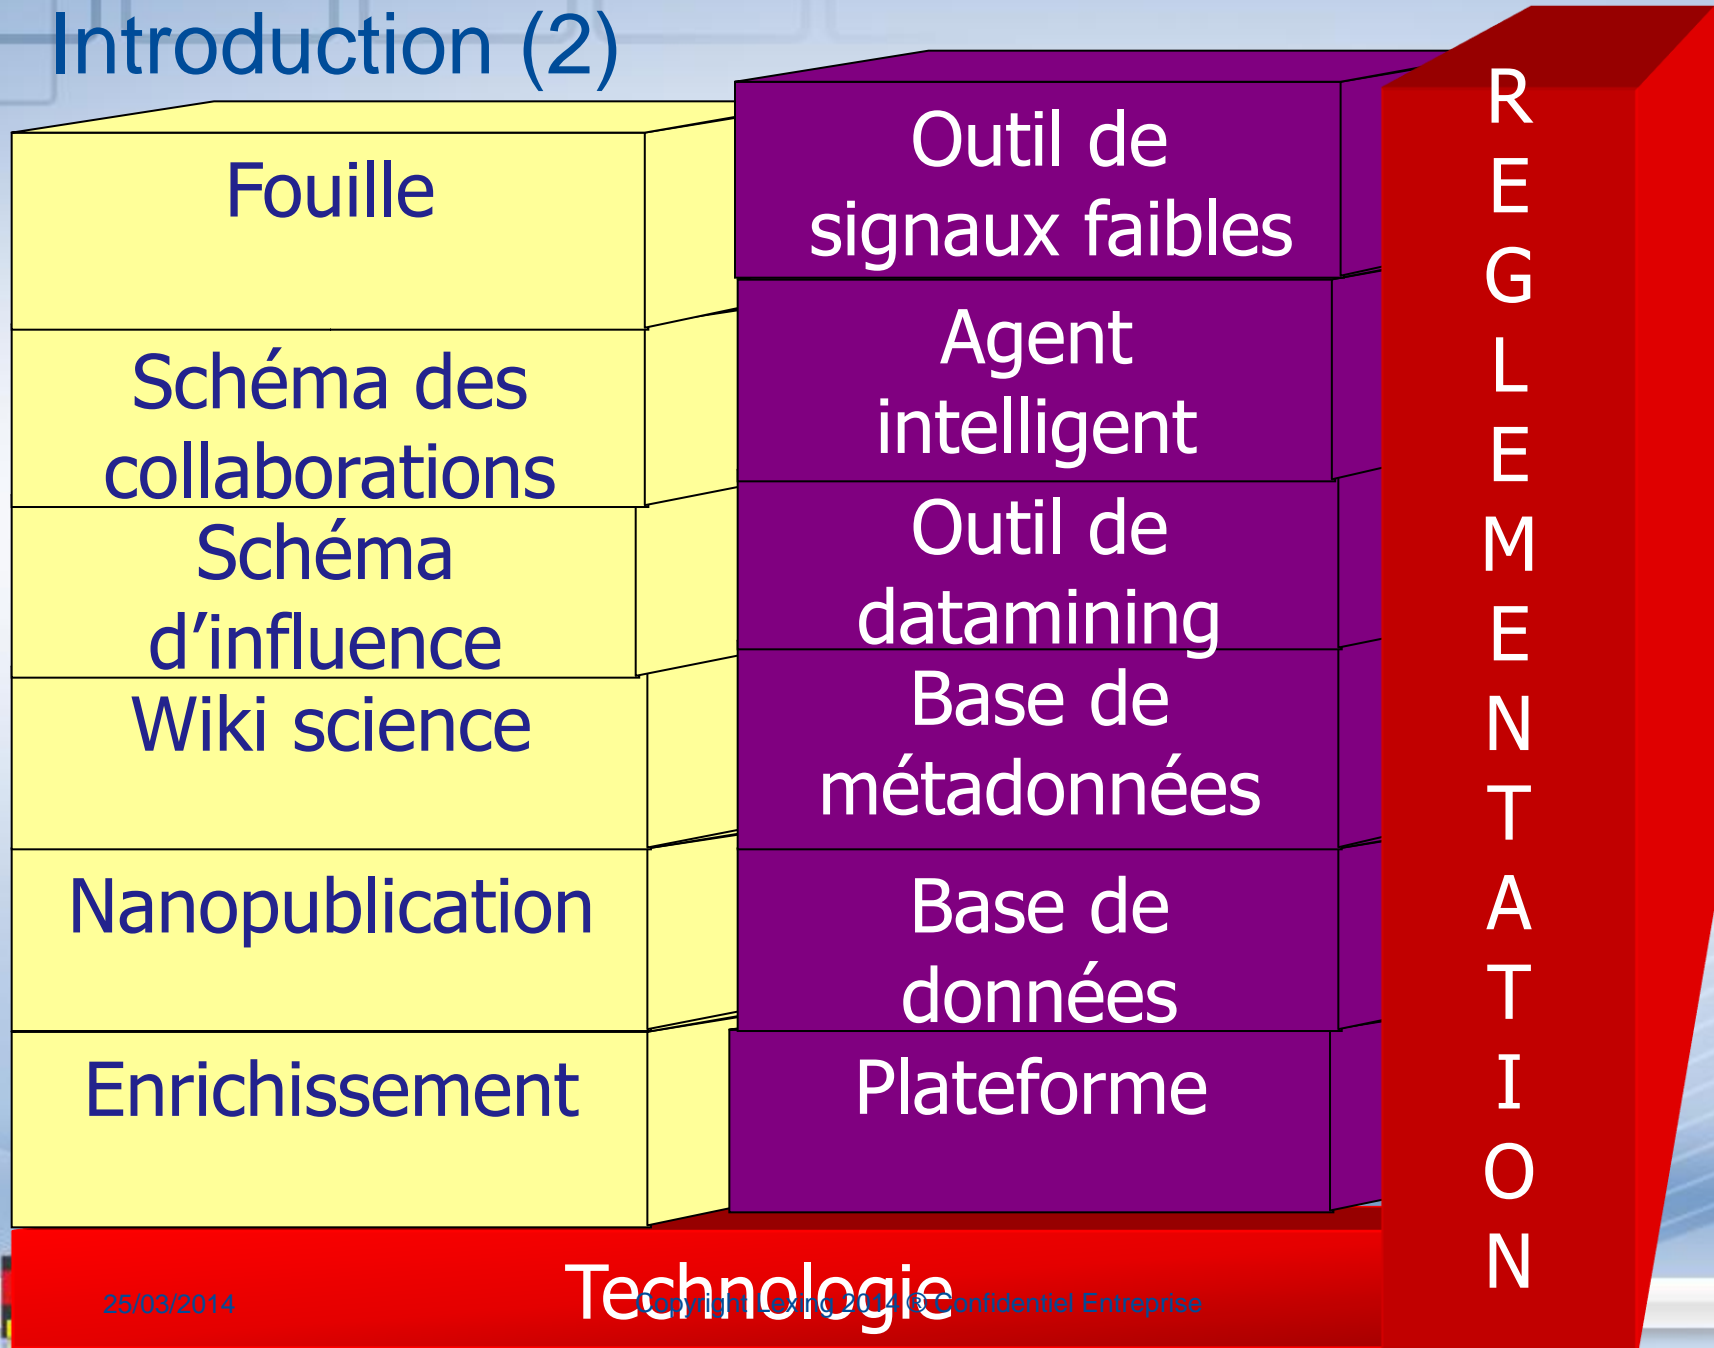 Introduction (2)
Fouille
Schéma des
collaborations
Schéma
d’influence
Wiki science
Nanopublication
Enrichissement
Outil de
signaux faibles
Agent
intelligent
Outil de
datamining
Base de
métadonnées
Base de
données
Plateforme
R
E
G
L
E
M
E
N
T
A
T
I
O
N
Technologie
25/03/2014
Copyright Lexing 2014 ® Confidentiel Entreprise